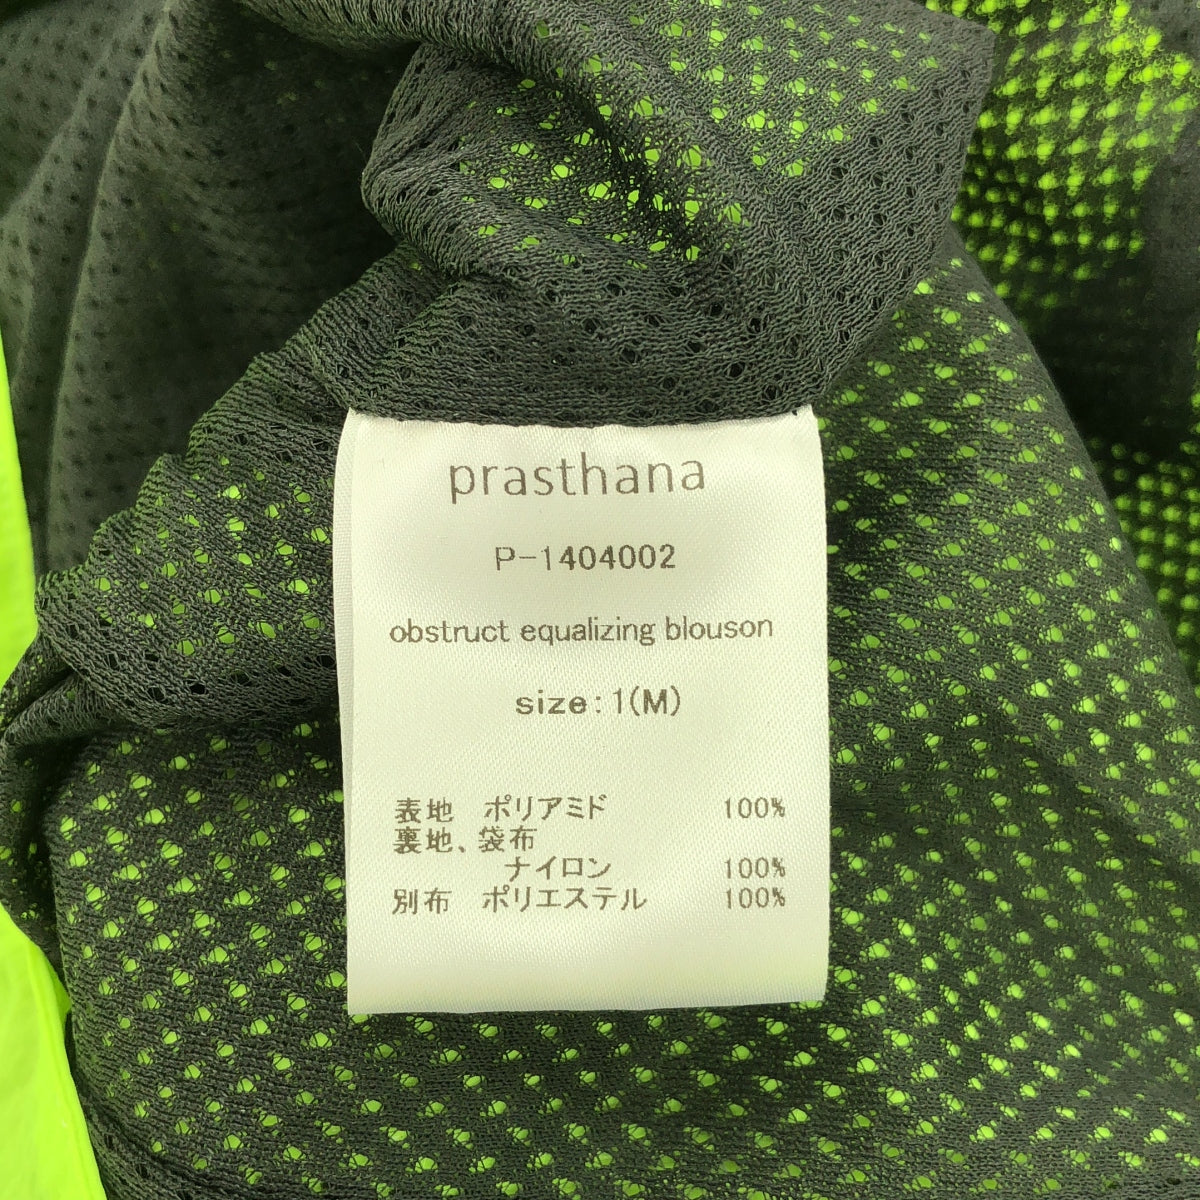 prasthana
P-1404002
obstruct equalizing blouson
size:1(M)
表地 ポリアミド 100%
裏地、袋布
ナイロン 100%
別布 ポリエステル 100%